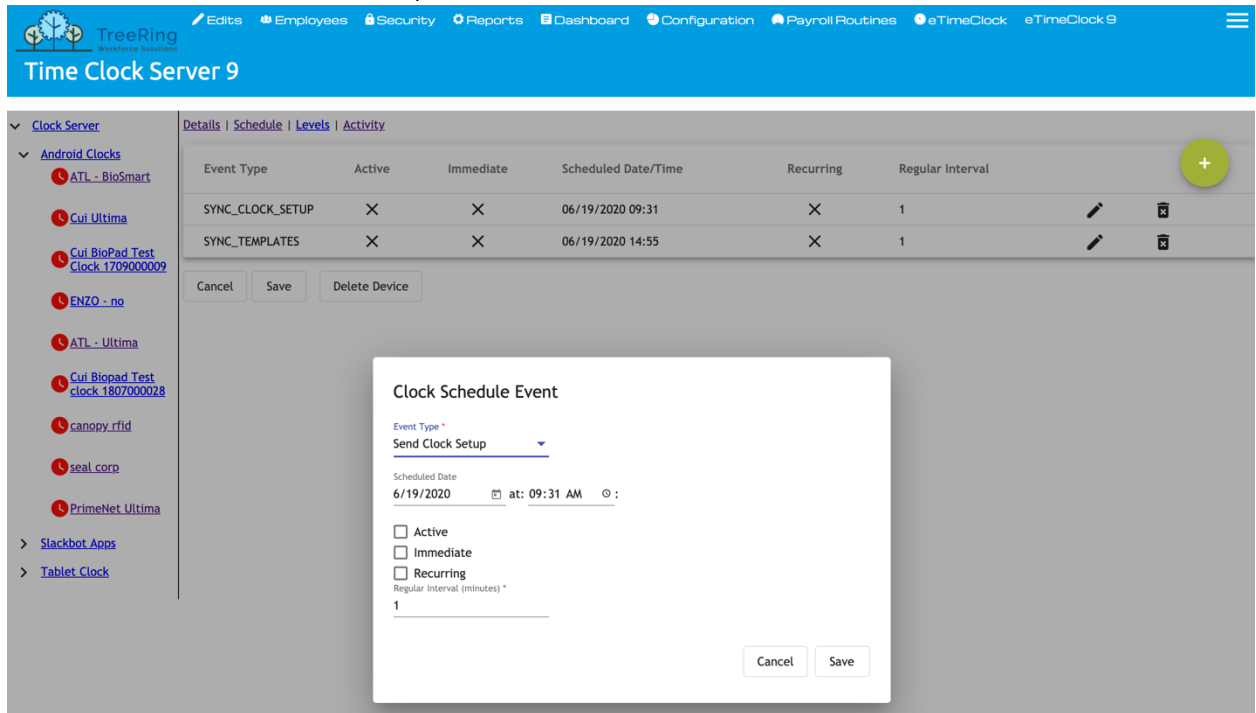 TreeRing
Workforce Solutions
Edits Employees Security Reports Dashboard Configuration Payroll Routines eTimeClock eTimeClock 9
Time Clock Server 9
Clock Server
Android Clocks
ATL - BioSmart
Cui Ultima
Cui BioPad Test
Clock 1709000009
ENZO - no
ATL - Ultima
Cui Biopad Test
clock 1807000028
canopy rfid
seal corp
PrimeNet Ultima
Slackbot Apps
Tablet Clock
Details | Schedule | Levels | Activity
Event Type Active Immediate Scheduled Date/Time Recurring Regular Interval
+
SYNC_CLOCK_SETUP 06/19/2020 09:31 1
SYNC_TEMPLATES 06/19/2020 14:55 1
Cancel Save Delete Device
Clock Schedule Event
Event Type *
Send Clock Setup
Scheduled Date
6/19/2020 at: 09:31 AM :
Active
Immediate
Recurring
Regular Interval (minutes) *
1
Cancel Save